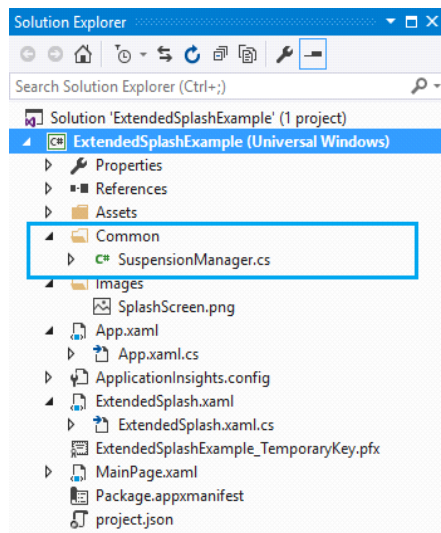 Solution Explorer
Search Solution Explorer (Ctrl+;)
Solution 'ExtendedSplashExample' (1 project)
C# ExtendedSplashExample (Universal Windows)
Properties
References
Assets
Common
C# SuspensionManager.cs
Images
SplashScreen.png
App.xaml
App.xaml.cs
ApplicationInsights.config
ExtendedSplash.xaml
ExtendedSplash.xaml.cs
ExtendedSplashExample_TemporaryKey.pfx
MainPage.xaml
Package.appxmanifest
project.json